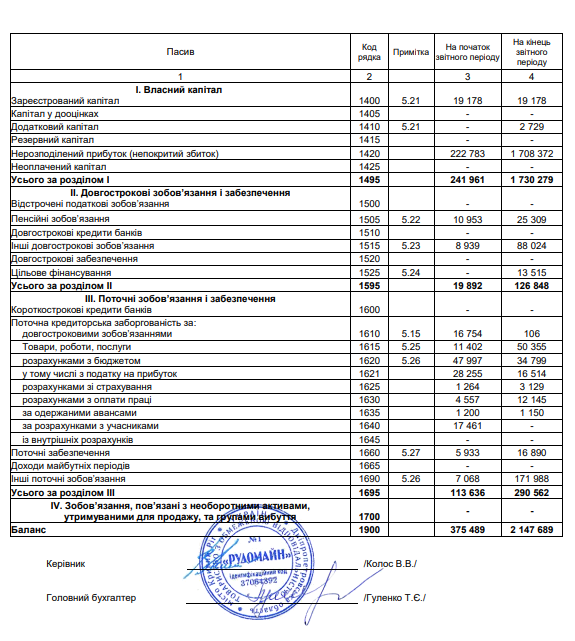 Пасив Код рядка Примітка На початок звітного періоду На кінець звітного періоду
1 2 3 4
I. Власний капітал
Зареєстрований капітал 1400 5.21 19 178 19 178
Капітал у дооцінках 1405 - -
Додатковий капітал 1410 5.21 - 2 729
Резервний капітал 1415 - -
Нерозподілений прибуток (непокритий збиток) 1420 222 783 1 708 372
Неоплачений капітал 1425 - -
Усього за розділом I 1495 241 961 1 730 279
II. Довгострокові зобов'язання і забезпечення
Відстрочені податкові зобов'язання 1500 - -
Пенсійні зобов'язання 1505 5.22 10 953 25 309
Довгострокові кредити банків 1510 - -
Інші довгострокові зобов'язання 1515 5.23 8 939 88 024
Довгострокові забезпечення 1520 - -
Цільове фінансування 1525 5.24 - 13 515
Усього за розділом II 1595 19 892 126 848
III. Поточні зобов'язання і забезпечення
Короткострокові кредити банків 1600 - -
Поточна кредиторська заборгованість за:
довгостроковими зобов'язаннями 1610 5.15 16 754 106
Товари, роботи, послуги 1615 5.25 11 402 50 355
розрахунками з бюджетом 1620 5.26 47 997 34 799
у тому числі з податку на прибуток 1621 28 255 16 514
розрахунками зі страхування 1625 1 264 3 129
розрахунками з оплати праці 1630 4 557 12 145
за одержаними авансами 1635 1 200 1 150
за розрахунками з учасниками 1640 17 461 -
із внутрішніх розрахунків 1645 - -
Поточні забезпечення 1660 5.27 5 933 16 890
Доходи майбутніх періодів 1665 - -
Інші поточні зобов'язання 1690 5.26 7 068 171 988
Усього за розділом III 1695 113 636 290 562
IV. Зобов'язання, пов'язані з необоротними активами,
утримуваними для продажу, та групами вибуття 1700 - -
Баланс 1900 375 489 2 147 689
№1
«РУДОМАЙН»
ідентифікаційний код
37064392
Керівник /Колос В.В./
Головний бухгалтер /Гуленко Т.Є./